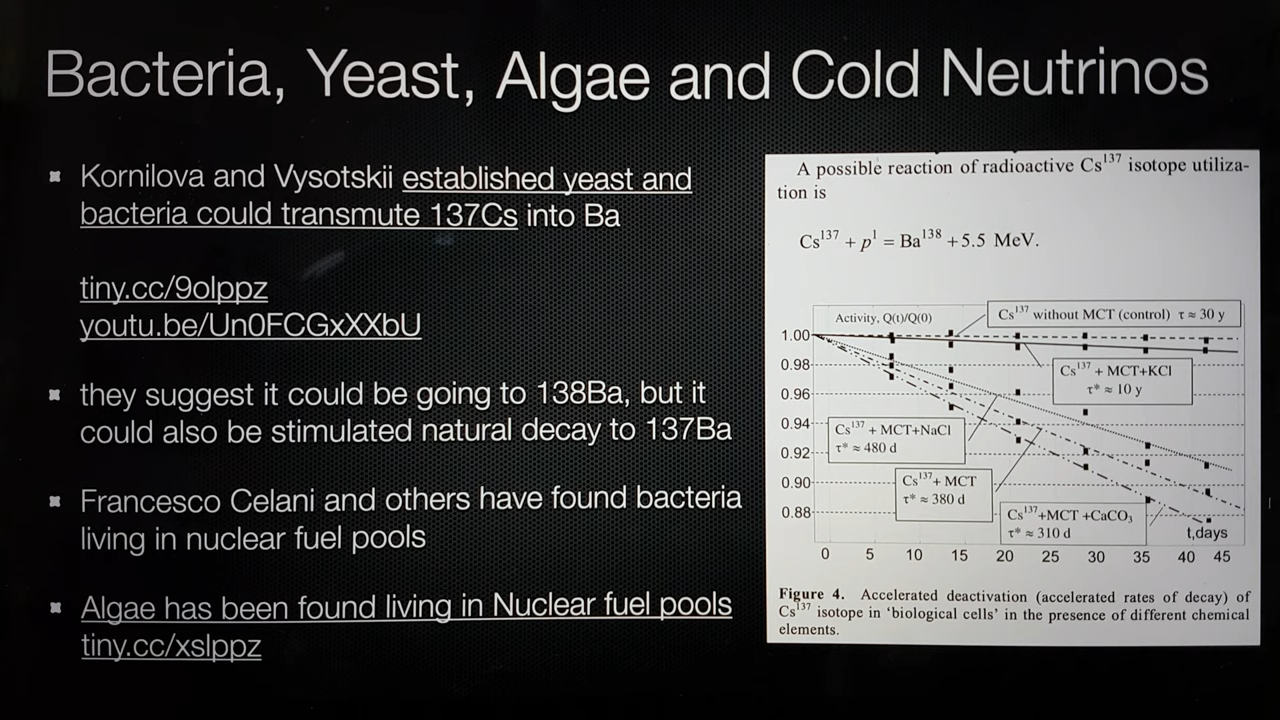 Bacteria, Yeast, Algae and Cold Neutrinos
Kornilova and Vysotskii established yeast and
bacteria could transmute 137Cs into Ba
tiny.cc/9olppz
youtu.be/Un0FCGxXXbU
they suggest it could be going to 138Ba, but it
could also be stimulated natural decay to 137Ba
Francesco Celani and others have found bacteria
living in nuclear fuel pools
Algae has been found living in Nuclear fuel pools
tiny.cc/xslppz
A possible reaction of radioactive Cs¹³⁷ isotope utiliza-
tion is
Cs¹³⁷ + p¹ = Ba¹³⁸ +5.5 MeV.
Activity, Q(t)/Q(0)
Cs¹³⁷ without MCT (control) τ ≈ 30 y
1.00
0.98
0.96
0.94
0.92
0.90
0.88
Cs¹³⁷ + MCT+KCl
τ* ≈ 10 y
Cs¹³⁷ + MCT+NaCl
τ* ≈ 480 d
Cs¹³⁷+ MCT
τ* ≈ 380 d
Cs¹³⁷+MCT +CaCO₃
τ* ≈ 310 d
t,days
0 5 10 15 20 25 30 35 40 45
Figure 4. Accelerated deactivation (accelerated rates of decay) of
Cs¹³⁷ isotope in ‘biological cells’ in the presence of different chemical
elements.